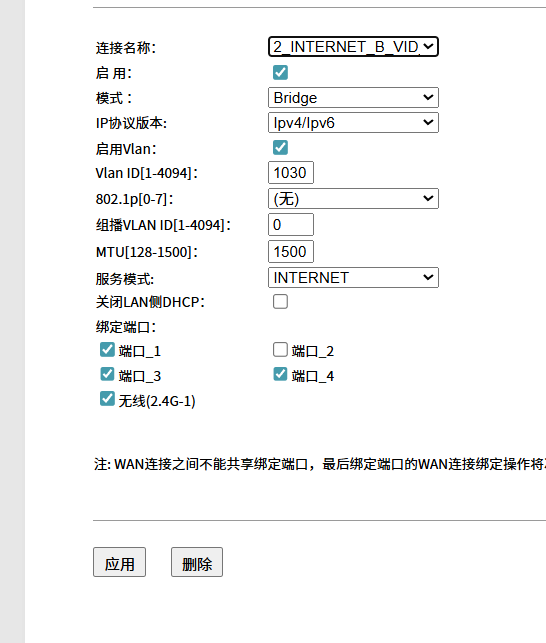 连接名称： 2_INTERNET_B_VID_
启 用：
模式 ： Bridge
IP协议版本: Ipv4/Ipv6
启用Vlan：
Vlan ID[1-4094]： 1030
802.1p[0-7]： (无)
组播VLAN ID[1-4094]： 0
MTU[128-1500]： 1500
服务模式: INTERNET
关闭LAN侧DHCP：
绑定端口：
端口_1 端口_2
端口_3 端口_4
无线(2.4G-1)
注: WAN连接之间不能共享绑定端口，最后绑定端口的WAN连接绑定操作将
应用 删除